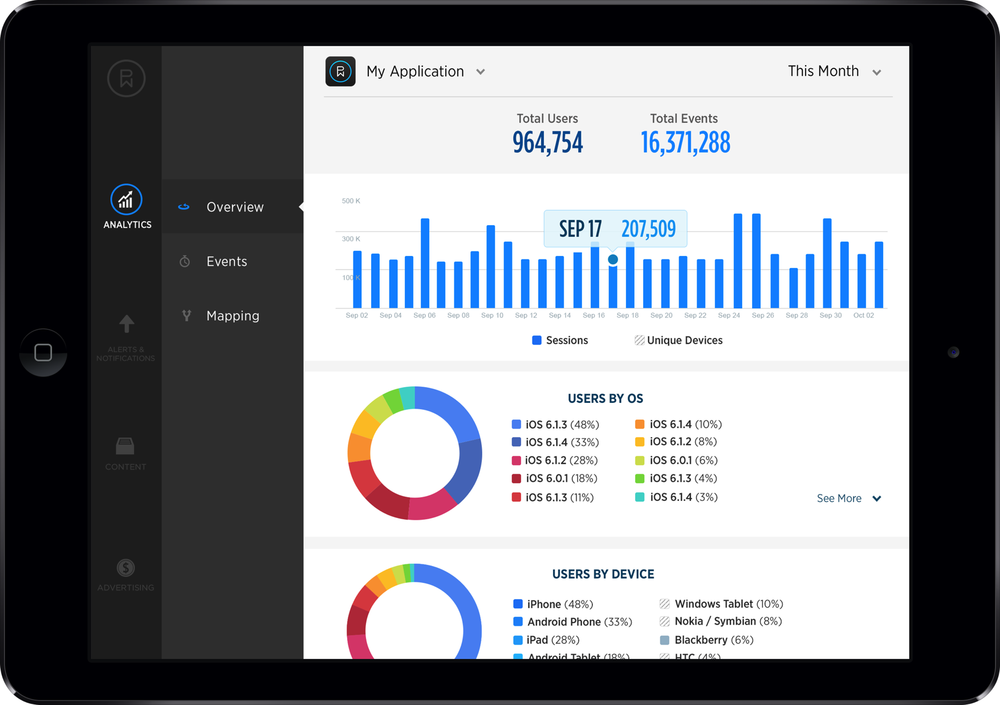 My Application
This Month
Total Users
Total Events
964,754
16,371,288
ANALYTICS
Overview
Events
Mapping
ALERTS &
NOTIFICATIONS
CONTENT
ADVERTISING
500 K
300 K
100 K
SEP 17 207,509
Sep 02 Sep 04 Sep 06 Sep 08 Sep 10 Sep 12 Sep 14 Sep 16 Sep 18 Sep 20 Sep 22 Sep 24 Sep 26 Sep 28 Sep 30 Oct 02
Sessions
Unique Devices
USERS BY OS
iOS 6.1.3 (48%)
iOS 6.1.4 (33%)
iOS 6.1.2 (28%)
iOS 6.0.1 (18%)
iOS 6.1.3 (11%)
iOS 6.1.4 (10%)
iOS 6.1.2 (8%)
iOS 6.0.1 (6%)
iOS 6.1.3 (4%)
iOS 6.1.4 (3%)
See More
USERS BY DEVICE
iPhone (48%)
Android Phone (33%)
iPad (28%)
Android Tablet (18%)
Windows Tablet (10%)
Nokia / Symbian (8%)
Blackberry (6%)
HTC (4%)